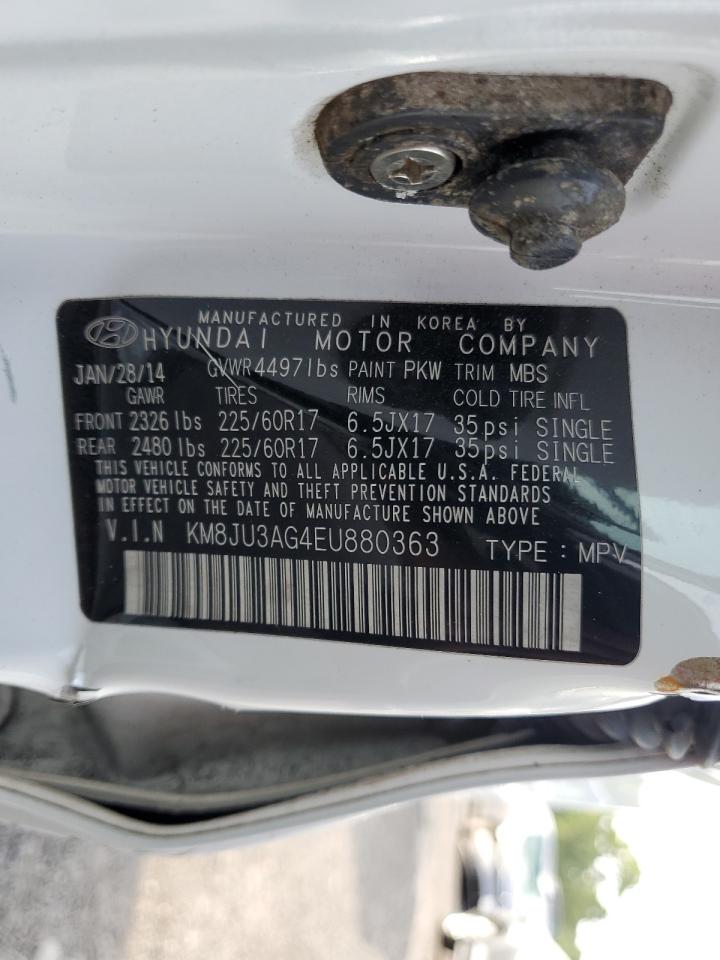 MANUFACTURED IN KOREA BY
HYUNDAI MOTOR COMPANY
JAN/28/14 GVWR 4497lbs PAINT PKW TRIM MBS
GAWR TIRES RIMS COLD TIRE INFL
FRONT 2326 lbs 225/60R17 6.5JX17 35psi SINGLE
REAR 2480 lbs 225/60R17 6.5JX17 35psi SINGLE
THIS VEHICLE CONFORMS TO ALL APPLICABLE U.S.A. FEDERAL
MOTOR VEHICLE SAFETY AND THEFT PREVENTION STANDARDS
IN EFFECT ON THE DATE OF MANUFACTURE SHOWN ABOVE
V.I.N KM8JU3AG4EU880363 TYPE : MPV